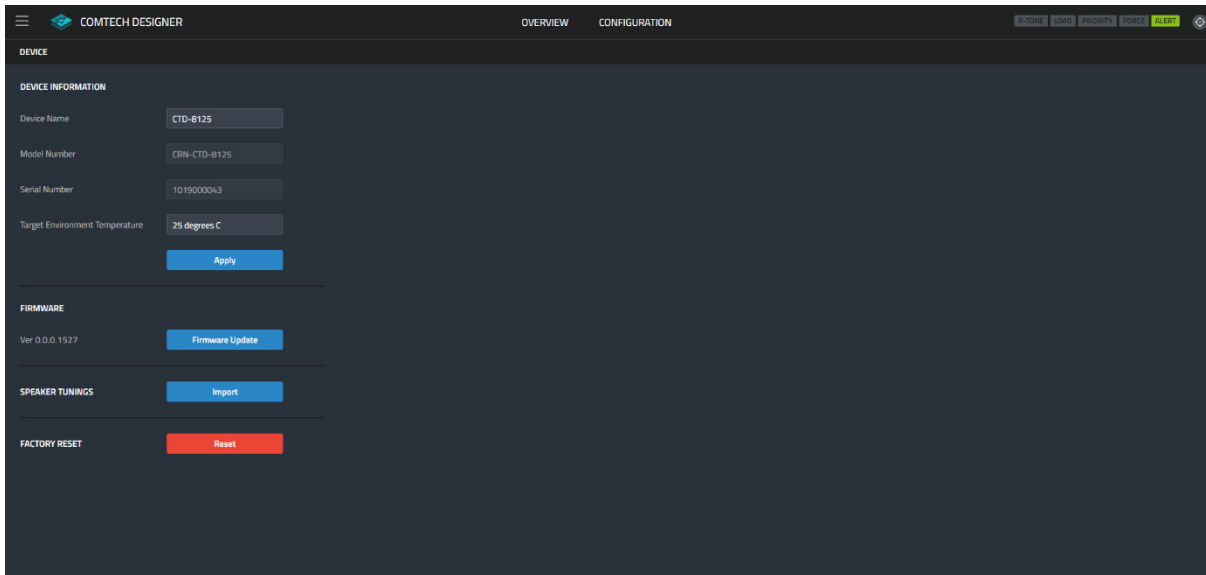 COMTECH DESIGNER OVERVIEW CONFIGURATION P-TONE LOAD PRIORITY FORCE ALERT
DEVICE
DEVICE INFORMATION
Device Name CTD-8125
Model Number CRN-CTD-8125
Serial Number 1019000043
Target Environment Temperature 25 degrees C
Apply
FIRMWARE
Ver 0.0.0.1527 Firmware Update
SPEAKER TUNINGS Import
FACTORY RESET Reset